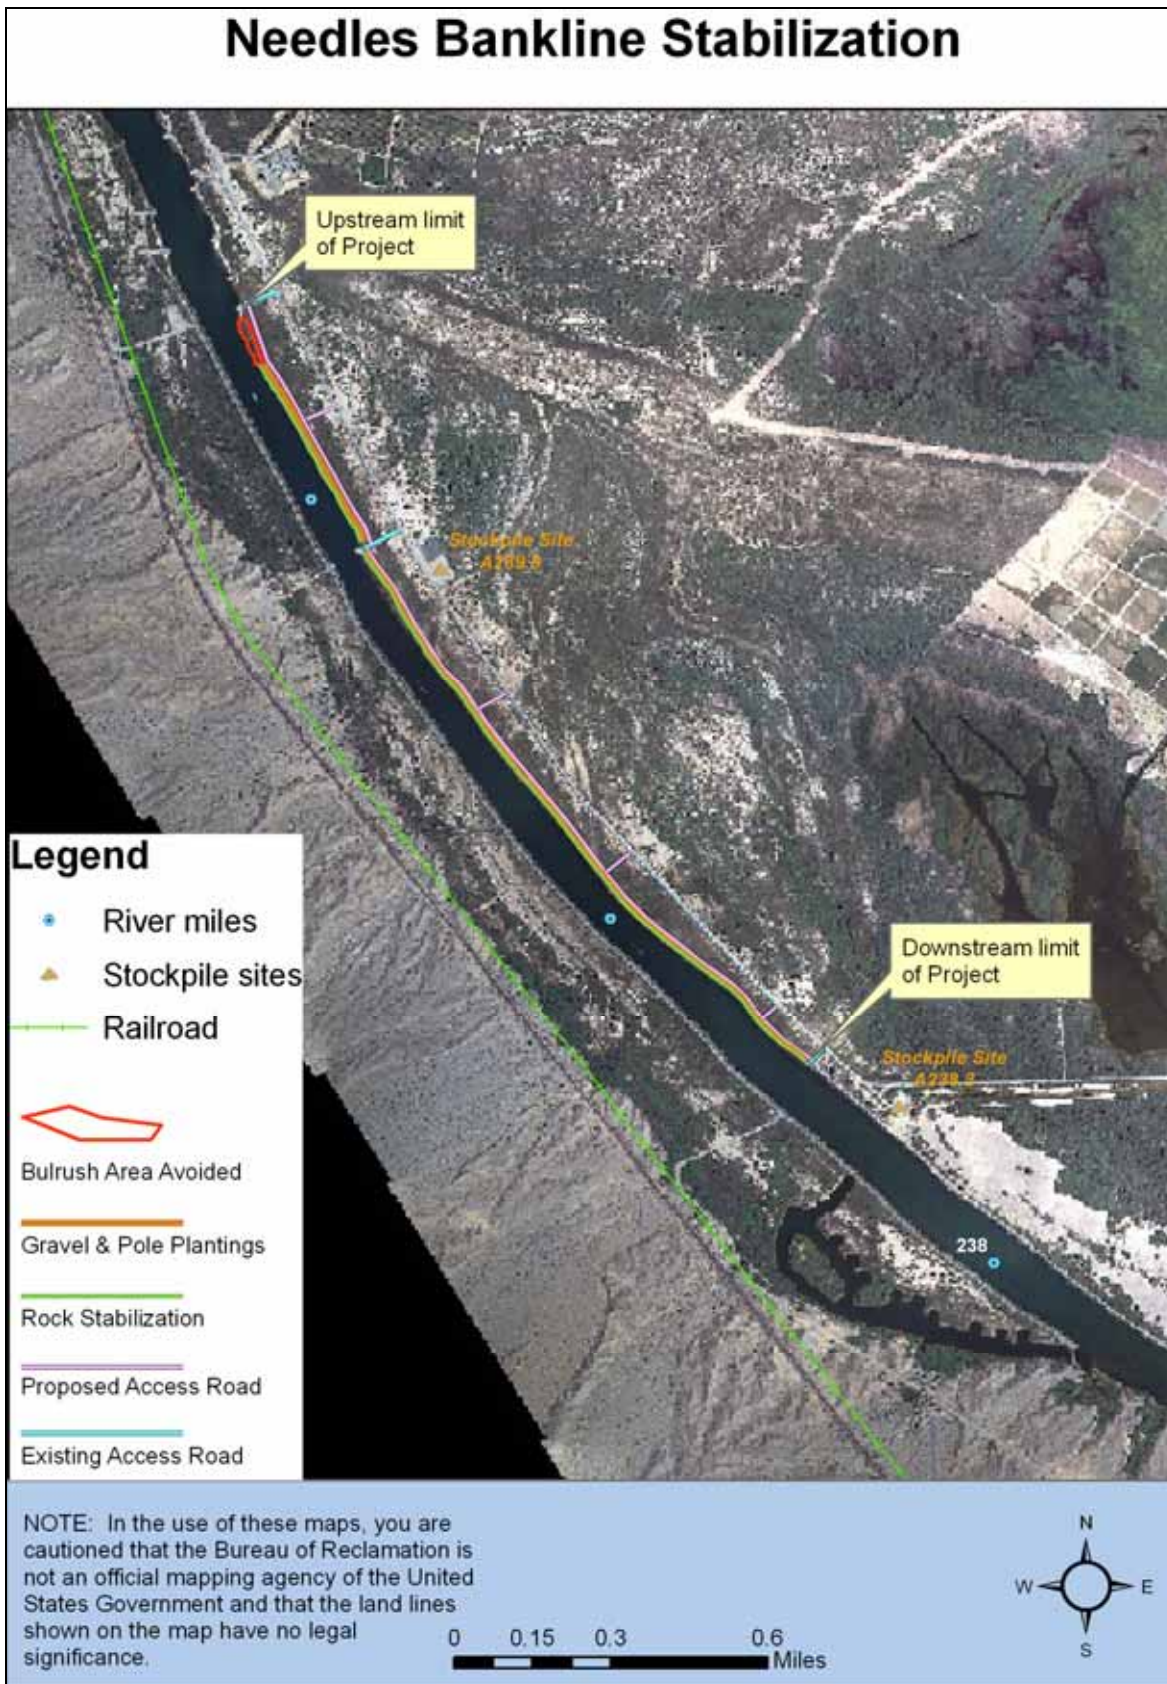 Needles Bankline Stabilization
Upstream limit
of Project
Stockpile Site
Downstream limit
of Project
Stockpile Site
238
Legend
River miles
Stockpile sites
Railroad
Bulrush Area Avoided
Gravel & Pole Plantings
Rock Stabilization
Proposed Access Road
Existing Access Road
NOTE: In the use of these maps, you are
cautioned that the Bureau of Reclamation is
not an official mapping agency of the United
States Government and that the land lines
shown on the map have no legal
significance.
0 0.15 0.3 0.6
Miles
N
W E
S